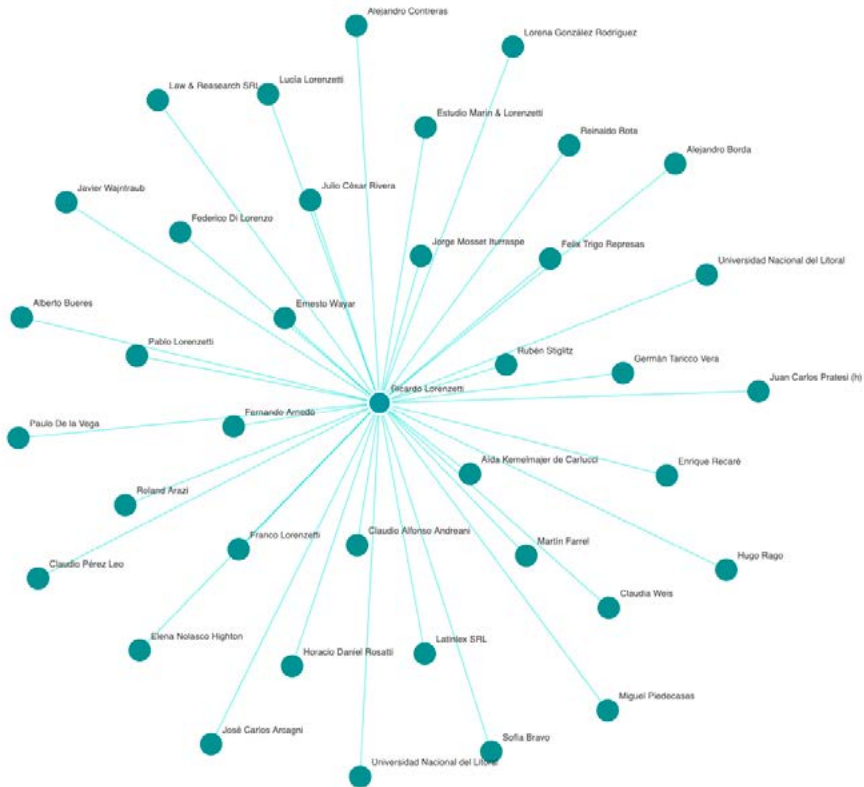 Alejandro Contreras
Lorena González Rodríguez
Law & Reasearch SRL
Lucía Lorenzetti
Estudio Marin & Lorenzetti
Reinaldo Rota
Alejandro Borda
Javier Wajntraub
Julio César Rivera
Federico Di Lorenzo
Jorge Mosset Iturraspe
Felix Trigo Represas
Universidad Nacional del Litoral
Alberto Bueres
Ernesto Wayar
Pablo Lorenzetti
Rubén Stiglitz
Germán Taricco Vera
Juan Carlos Pratesi (h)
Ricardo Lorenzetti
Paulo De la Vega
Fernando Arnedo
Aída Kemelmajer de Carlucci
Enrique Recaré
Roland Arazi
Franco Lorenzetti
Claudio Alfonso Andreani
Martín Farrel
Hugo Rago
Claudio Pérez Leo
Claudia Weis
Elena Nolasco Highton
Horacio Daniel Rosatti
Latinlex SRL
Miguel Piedecasas
José Carlos Arcagni
Sofía Bravo
Universidad Nacional del Litoral